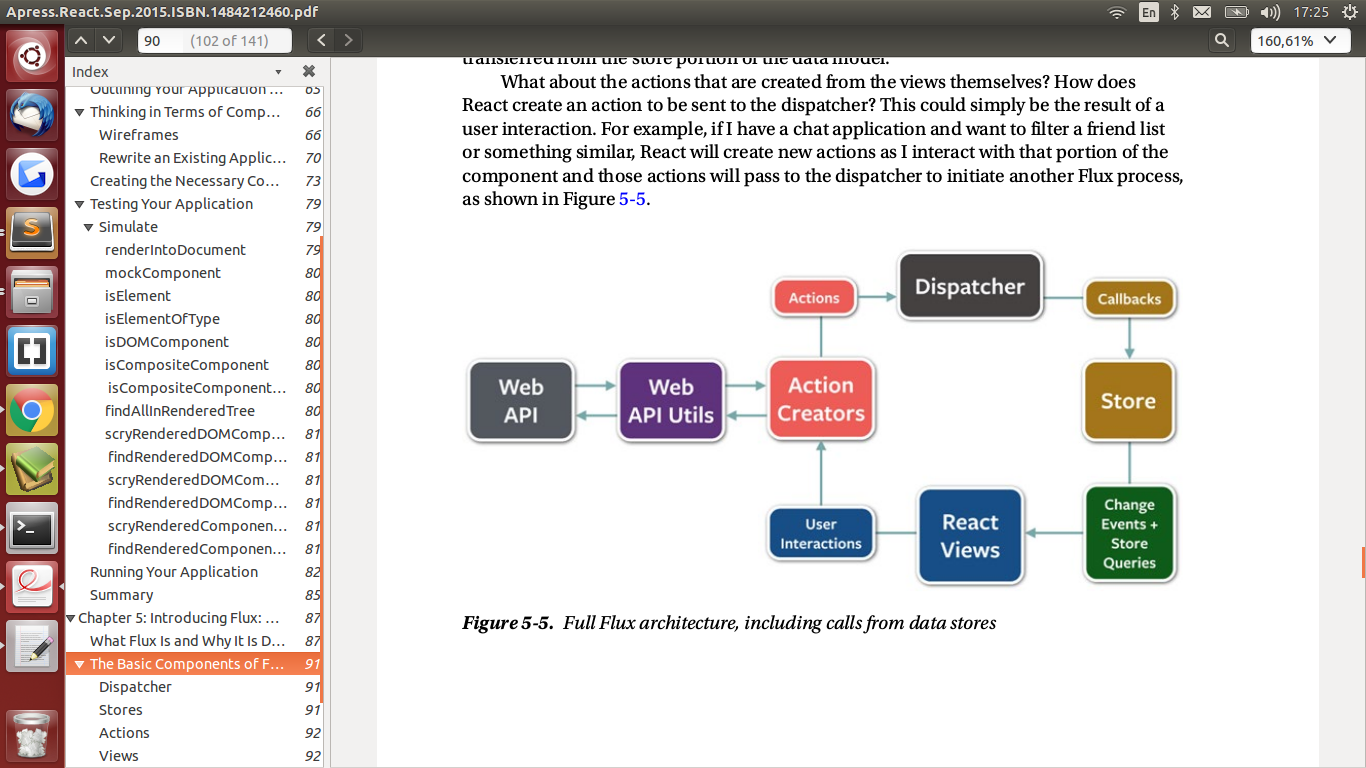 Apress.React.Sep.2015.ISBN.1484212460.pdf
En
17:25
90 (102 of 141)
160,61%
Index
Outlining Your Application ... 65
Thinking in Terms of Comp... 66
Wireframes 66
Rewrite an Existing Applic... 70
Creating the Necessary Co... 73
Testing Your Application 79
Simulate 79
renderIntoDocument 79
mockComponent 80
isElement 80
isElementOfType 80
isDOMComponent 80
isCompositeComponent 80
isCompositeComponent... 80
findAllInRenderedTree 80
scryRenderedDOMComp... 81
findRenderedDOMComp... 81
scryRenderedDOMCom... 81
findRenderedDOMComp... 81
scryRenderedComponen... 81
findRenderedComponen... 81
Running Your Application 82
Summary 85
Chapter 5: Introducing Flux: ... 87
What Flux Is and Why It Is D... 87
The Basic Components of F... 91
Dispatcher 91
Stores 91
Actions 92
Views 92
transferred from the store portion of the data model.
What about the actions that are created from the views themselves? How does
React create an action to be sent to the dispatcher? This could simply be the result of a
user interaction. For example, if I have a chat application and want to filter a friend list
or something similar, React will create new actions as I interact with that portion of the
component and those actions will pass to the dispatcher to initiate another Flux process,
as shown in Figure 5-5.
Actions
Dispatcher
Callbacks
Web
API
Web
API Utils
Action
Creators
Store
User
Interactions
React
Views
Change
Events +
Store
Queries
Figure 5-5. Full Flux architecture, including calls from data stores